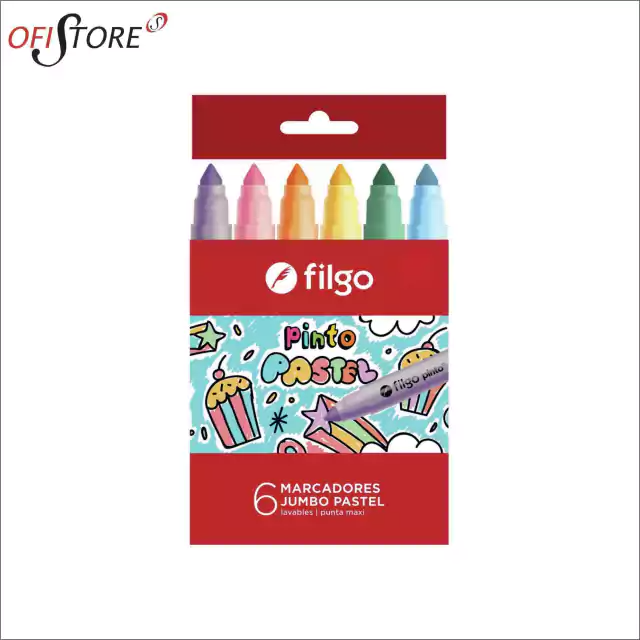 OFISTORE S
filgo
pinto
PASTEL
filgo pinto
6 MARCADORES
JUMBO PASTEL
lavables | punta maxi